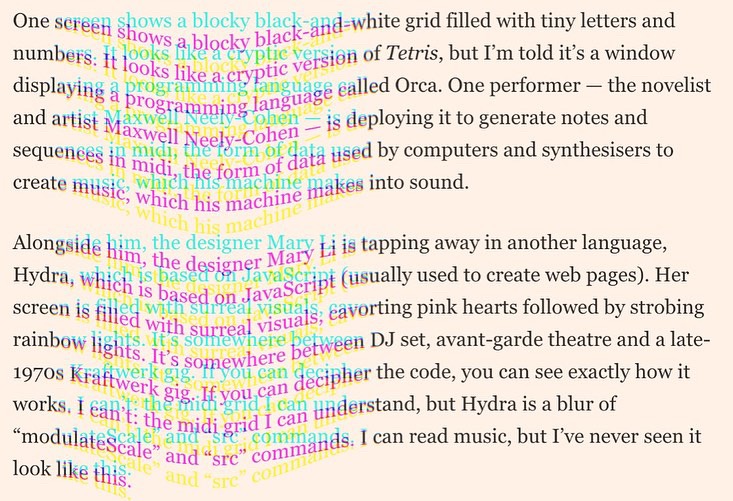 One screen shows a blocky black-and-white grid filled with tiny letters and
numbers. It looks like a cryptic version of Tetris, but I’m told it’s a window
displaying a programming language called Orca. One performer — the novelist
and artist Maxwell Neely-Cohen — is deploying it to generate notes and
sequences in midi, the form of data used by computers and synthesisers to
create music, which his machine makes into sound.
Alongside him, the designer Mary Li is tapping away in another language,
Hydra, which is based on JavaScript (usually used to create web pages). Her
screen is filled with surreal visuals, cavorting pink hearts followed by strobing
rainbow lights. It’s somewhere between DJ set, avant-garde theatre and a late-
1970s Kraftwerk gig. If you can decipher the code, you can see exactly how it
works. I can’t: the midi grid I can understand, but Hydra is a blur of
“modulateScale” and “src” commands. I can read music, but I’ve never seen it
look like this.